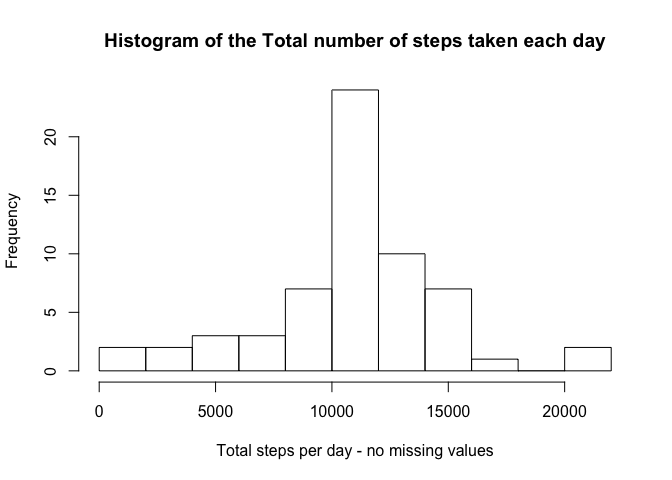 Histogram of the Total number of steps taken each day
Frequency
20
15
10
5
0
0 5000 10000 15000 20000
Total steps per day - no missing values